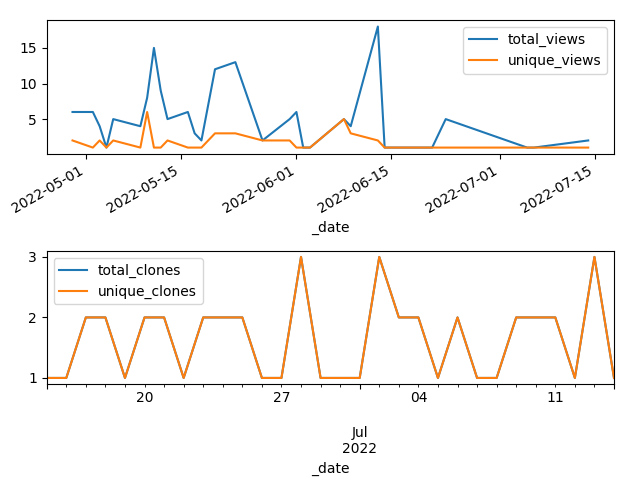 15
10
5
total_views
unique_views
2022-05-01
2022-05-15
2022-06-01
2022-06-15
2022-07-01
2022-07-15
_date
3
2
1
total_clones
unique_clones
20
27
04
11
Jul
2022
_date